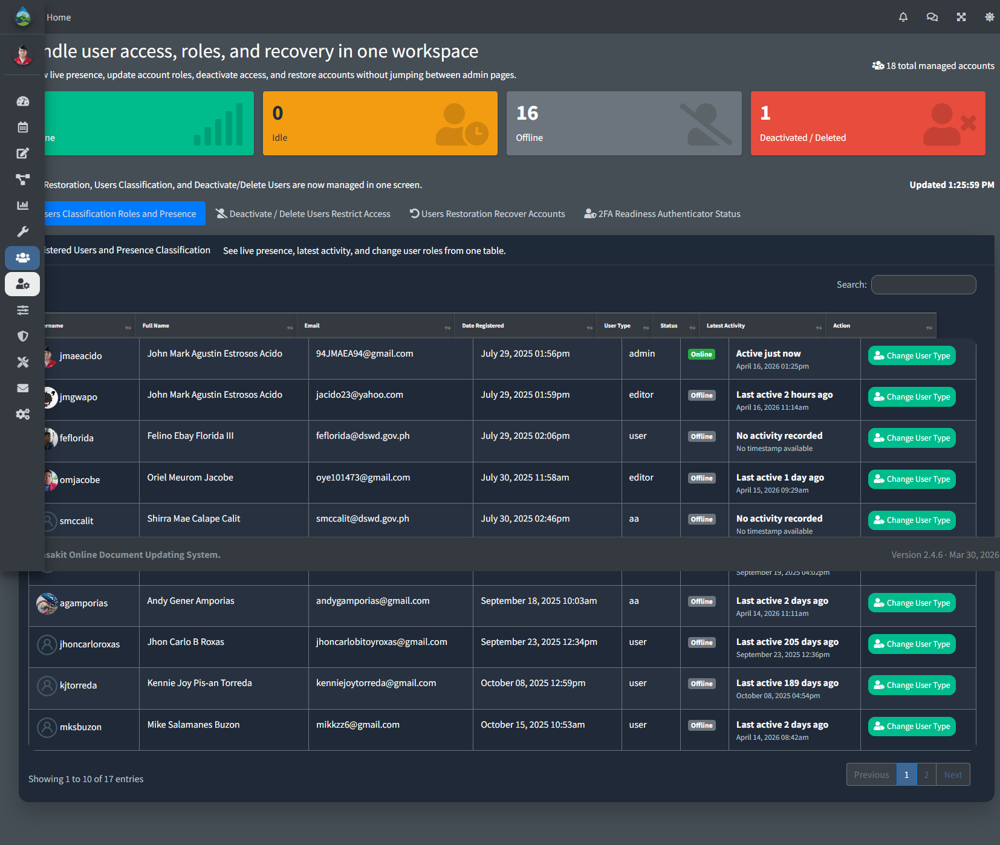 Home
ndle user access, roles, and recovery in one workspace
live presence, update account roles, deactivate access, and restore accounts without jumping between admin pages.
18 total managed accounts
ne
0
Idle
16
Offline
1
Deactivated / Deleted
Restoration, Users Classification, and Deactivate/Delete Users are now managed in one screen.
Updated 1:25:59 PM
sers Classification Roles and Presence
Deactivate / Delete Users Restrict Access
Users Restoration Recover Accounts
2FA Readiness Authenticator Status
istered Users and Presence Classification
See live presence, latest activity, and change user roles from one table.
Search:
rname Full Name Email Date Registered User Type Status Latest Activity Action
jmaeacido John Mark Agustin Estrosos Acido 94JMAEA94@gmail.com July 29, 2025 01:56pm admin Online Active just now Change User Type
April 16, 2026 01:25pm
jmgwapo John Mark Agustin Estrosos Acido jacido23@yahoo.com July 29, 2025 01:59pm editor Offline Last active 2 hours ago Change User Type
April 16, 2026 11:14am
feflorida Felino Ebay Florida III feflorida@dswd.gov.ph July 29, 2025 02:06pm user Offline No activity recorded Change User Type
No timestamp available
omjacobe Oriel Meurom Jacobe oye101473@gmail.com July 30, 2025 11:58am editor Offline Last active 1 day ago Change User Type
April 15, 2026 09:29am
smccalit Shirra Mae Calape Calit smccalit@dswd.gov.ph July 30, 2025 02:46pm aa Offline No activity recorded Change User Type
No timestamp available
sakit Online Document Updating System.
Version 2.4.6 · Mar 30, 2026
September 19, 2025 04:02pm
agamporias Andy Gener Amporias andygamporias@gmail.com September 18, 2025 10:03am aa Offline Last active 2 days ago Change User Type
April 14, 2026 11:11am
jhoncarloroxas Jhon Carlo B Roxas jhoncarlobitoyroxas@gmail.com September 23, 2025 12:34pm user Offline Last active 205 days ago Change User Type
September 23, 2025 12:36pm
kjtorreda Kennie Joy Pis-an Torreda kenniejoytorreda@gmail.com October 08, 2025 12:59pm user Offline Last active 189 days ago Change User Type
October 08, 2025 04:54pm
mksbuzon Mike Salamanes Buzon mikkzz6@gmail.com October 15, 2025 10:53am user Offline Last active 2 days ago Change User Type
April 14, 2026 08:42am
Showing 1 to 10 of 17 entries
Previous 1 2 Next